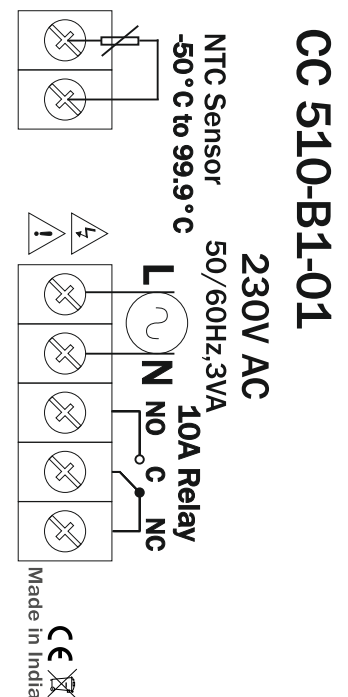 CC 510-B1-01
230V AC
50/60Hz,3VA
NTC Sensor
-50°C to 99.9°C
L
N
10A Relay
NO C NC
CE
Made in India